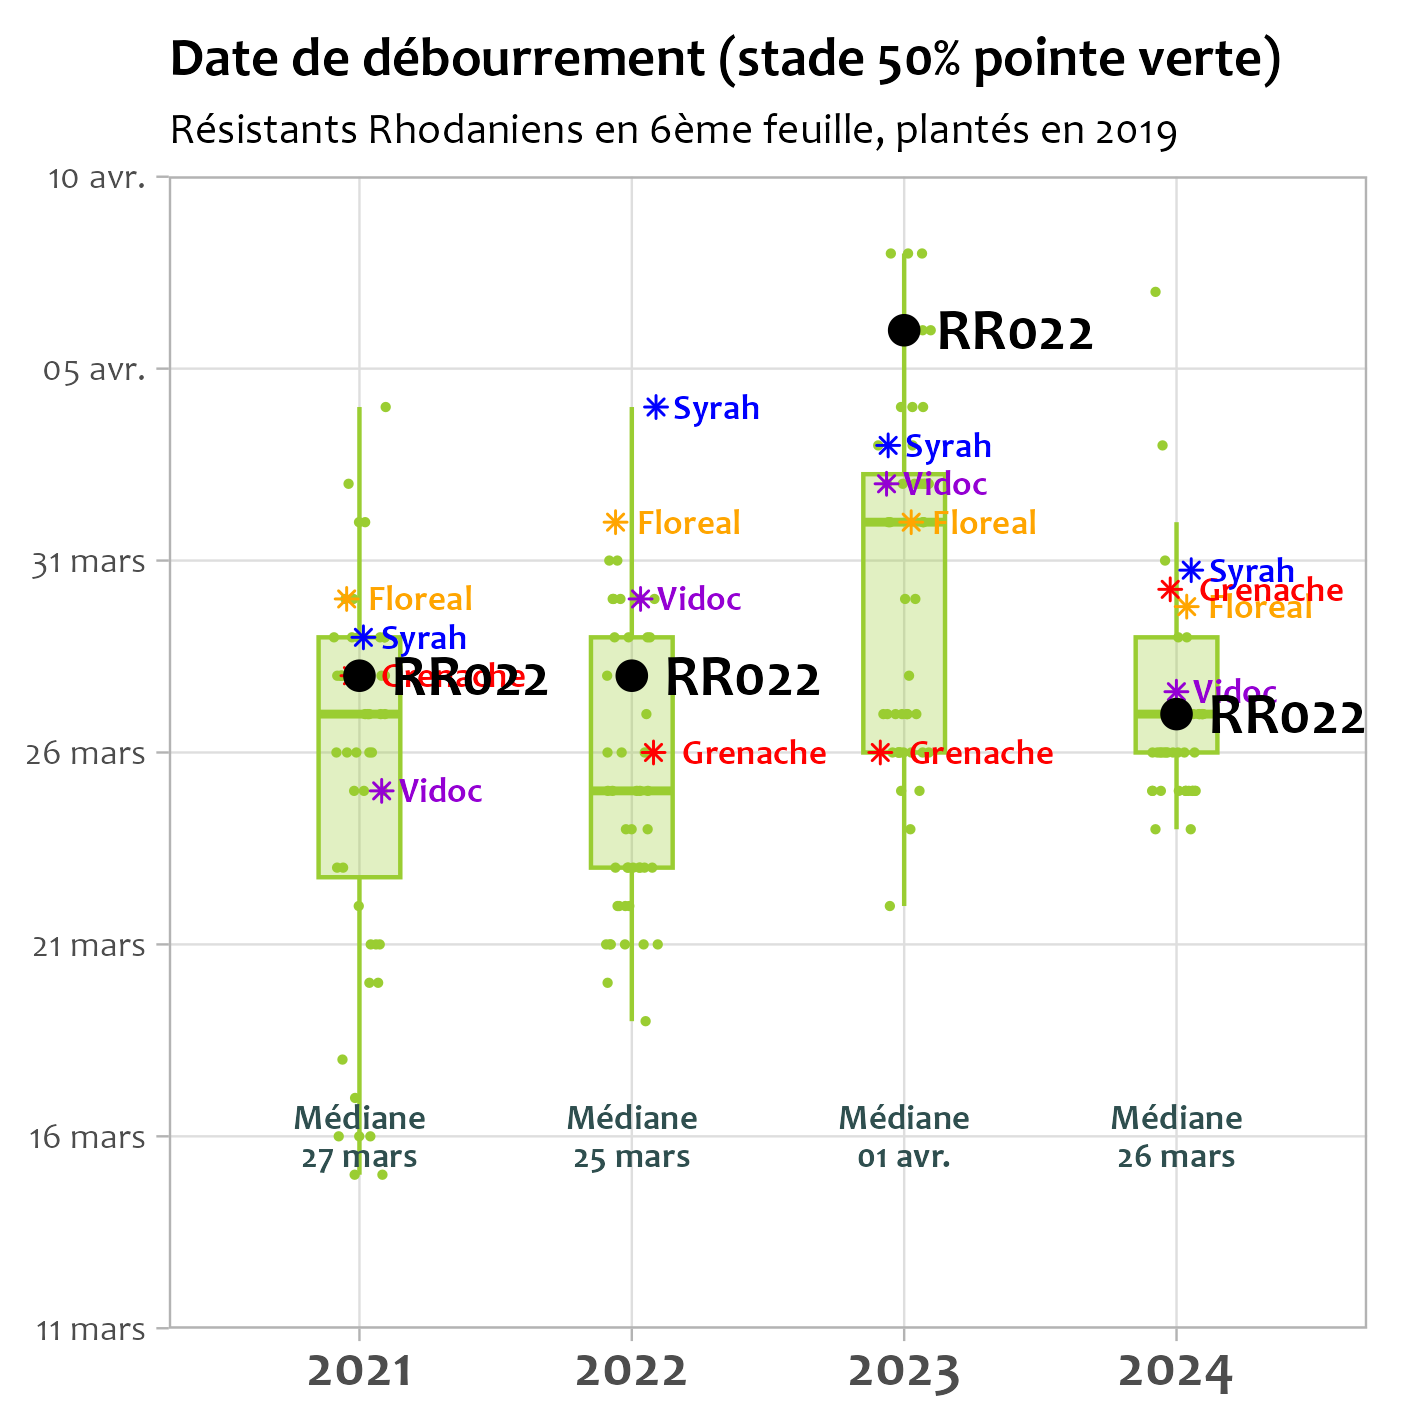 Date de débourrement (stade 50% pointe verte)
Résistants Rhodaniens en 6ème feuille, plantés en 2019
10 avr.
05 avr.
31 mars
26 mars
21 mars
16 mars
11 mars
Floreal
Syrah
Grenache
RR022
Vidoc
Médiane
27 mars
Syrah
Floreal
Vidoc
RR022
Grenache
Médiane
25 mars
RR022
Syrah
Vidoc
Floreal
Grenache
Médiane
01 avr.
Syrah
Grenache
Floreal
Vidoc
RR022
Médiane
26 mars
2021
2022
2023
2024